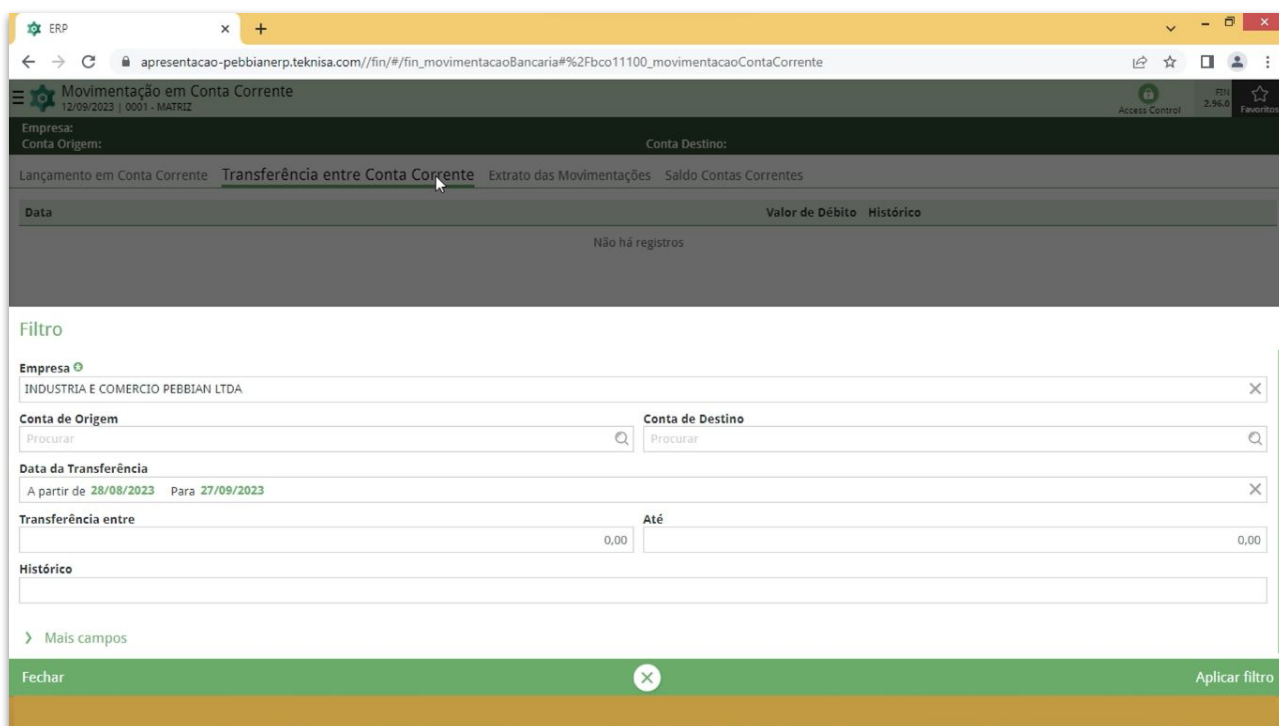 ERP
apresentacao-pebbianerp.teknisa.com//fin/#/fin_movimentacaoBancaria#%2Fbco11100_movimentacaoContaCorrente
Movimentação em Conta Corrente
12/09/2023 | 0001 - MATRIZ
Access Control
FIN
2.96.0
Favoritos
Empresa:
Conta Origem: Conta Destino:
Lançamento em Conta Corrente Transferência entre Conta Corrente Extrato das Movimentações Saldo Contas Correntes
Data Valor de Débito Histórico
Não há registros
Filtro
Empresa
INDUSTRIA E COMERCIO PEBBIAN LTDA
Conta de Origem Conta de Destino
Procurar Procurar
Data da Transferência
A partir de 28/08/2023 Para 27/09/2023
Transferência entre Até
0,00 0,00
Histórico
Mais campos
Fechar Aplicar filtro